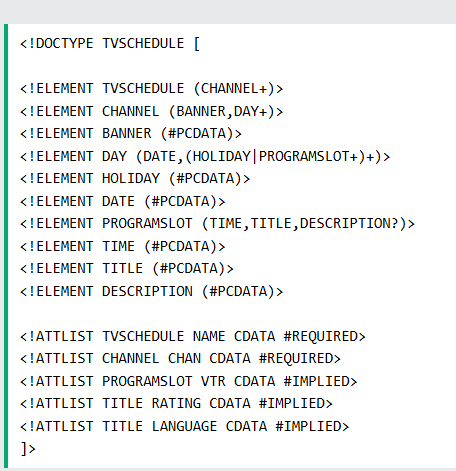 <!DOCTYPE TVSCHEDULE [
<!ELEMENT TVSCHEDULE (CHANNEL+)>
<!ELEMENT CHANNEL (BANNER,DAY+)>
<!ELEMENT BANNER (#PCDATA)>
<!ELEMENT DAY (DATE,(HOLIDAY|PROGRAMSLOT+)+)>
<!ELEMENT HOLIDAY (#PCDATA)>
<!ELEMENT DATE (#PCDATA)>
<!ELEMENT PROGRAMSLOT (TIME,TITLE,DESCRIPTION?)>
<!ELEMENT TIME (#PCDATA)>
<!ELEMENT TITLE (#PCDATA)>
<!ELEMENT DESCRIPTION (#PCDATA)>
<!ATTLIST TVSCHEDULE NAME CDATA #REQUIRED>
<!ATTLIST CHANNEL CHAN CDATA #REQUIRED>
<!ATTLIST PROGRAMSLOT VTR CDATA #IMPLIED>
<!ATTLIST TITLE RATING CDATA #IMPLIED>
<!ATTLIST TITLE LANGUAGE CDATA #IMPLIED>
]>